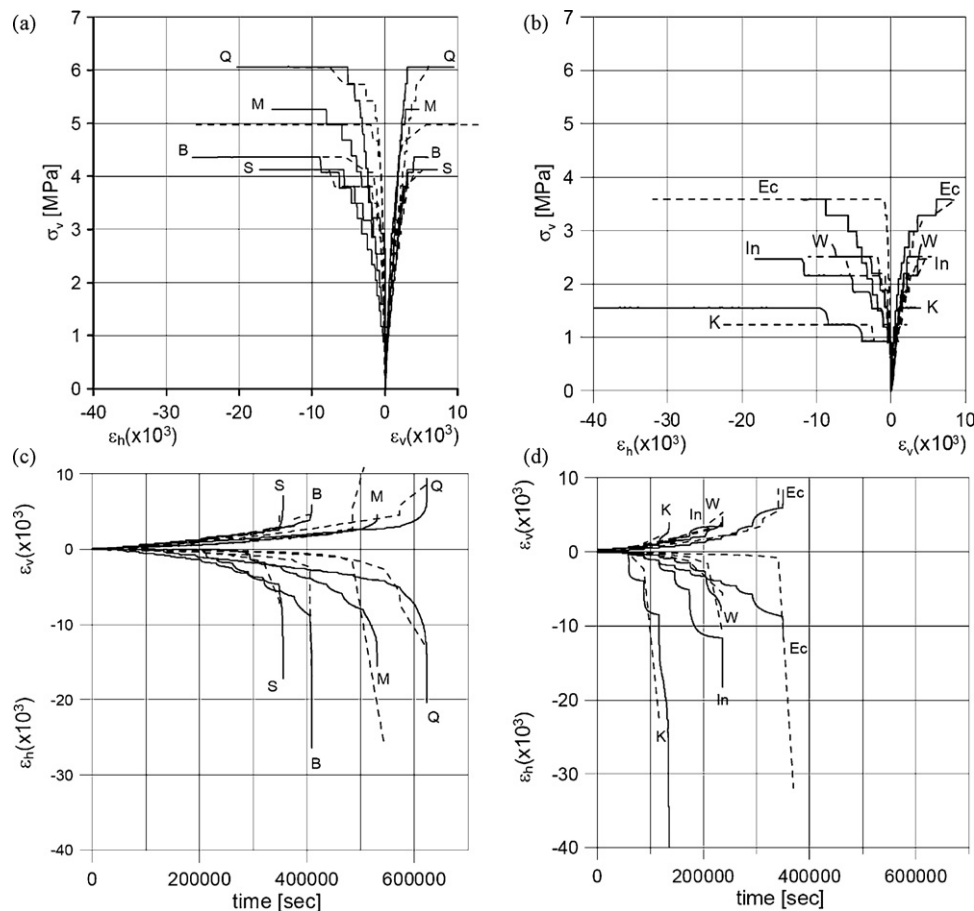 (a)
7
6
5
4
3
2
1
0
σv [MPa]
Q Q
M M
B B
S S
-40 -30 -20 -10 0 10
εh(x10³) εv(x10³)
(b)
7
6
5
4
3
2
1
0
σv [MPa]
Ec Ec
W W
In In
K K
-40 -30 -20 -10 0 10
εh(x10³) εv(x10³)
(c)
10
0
-10
-20
-30
-40
εv(x10³)
εh(x10³)
S B M Q
S M
B Q
0 200000 400000 600000
time [sec]
(d)
10
0
-10
-20
-30
-40
εv(x10³)
εh(x10³)
K In W Ec
W Ec
In
K
0 200000 400000 600000
time [sec]